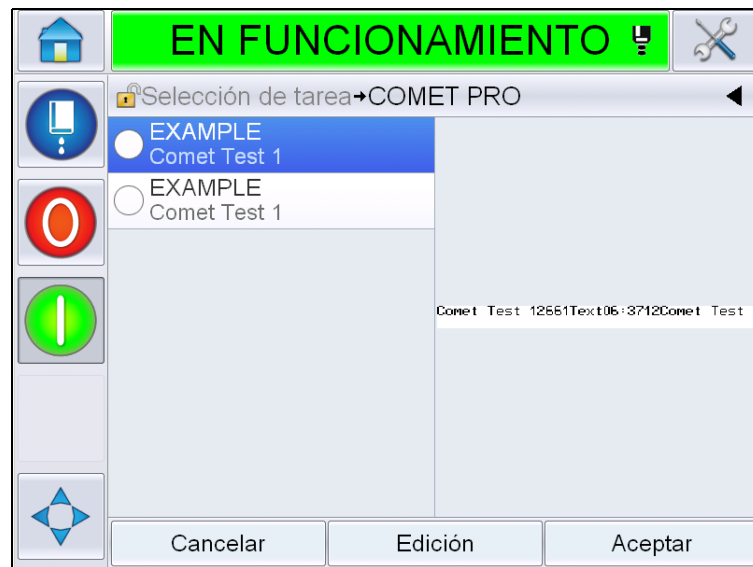 EN FUNCIONAMIENTO
Selección de tarea→COMET PRO
EXAMPLE
Comet Test 1
EXAMPLE
Comet Test 1
Comet Test 12661Text06:3712Comet Test
Cancelar
Edición
Aceptar